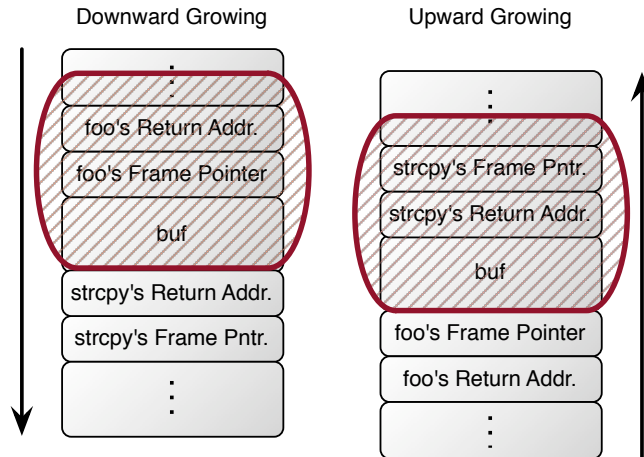 Downward Growing
foo's Return Addr.
foo's Frame Pointer
buf
strcpy's Return Addr.
strcpy's Frame Pntr.
Upward Growing
strcpy's Frame Pntr.
strcpy's Return Addr.
buf
foo's Frame Pointer
foo's Return Addr.